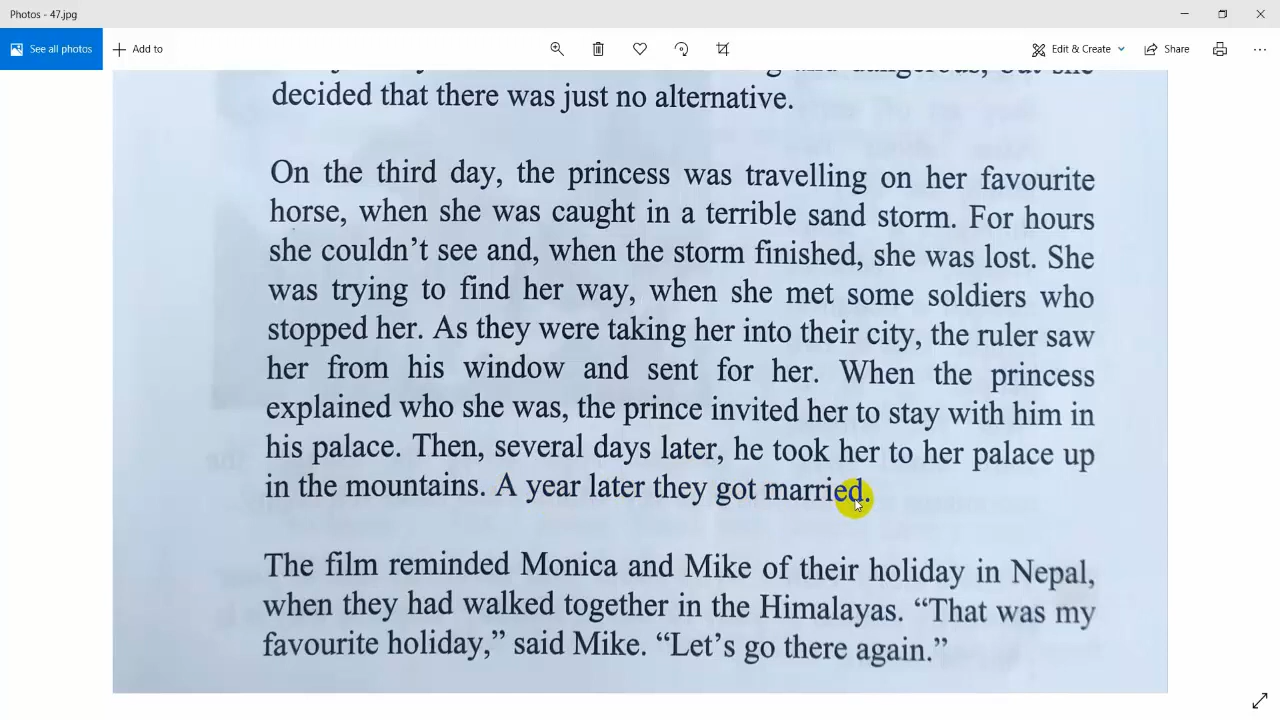 Photos - 47.jpg
See all photos
Add to
Edit & Create
Share
and dangerous, but she
decided that there was just no alternative.
On the third day, the princess was travelling on her favourite
horse, when she was caught in a terrible sand storm. For hours
she couldn't see and, when the storm finished, she was lost. She
was trying to find her way, when she met some soldiers who
stopped her. As they were taking her into their city, the ruler saw
her from his window and sent for her. When the princess
explained who she was, the prince invited her to stay with him in
his palace. Then, several days later, he took her to her palace up
in the mountains. A year later they got married.
The film reminded Monica and Mike of their holiday in Nepal,
when they had walked together in the Himalayas. “That was my
favourite holiday,” said Mike. “Let's go there again.”